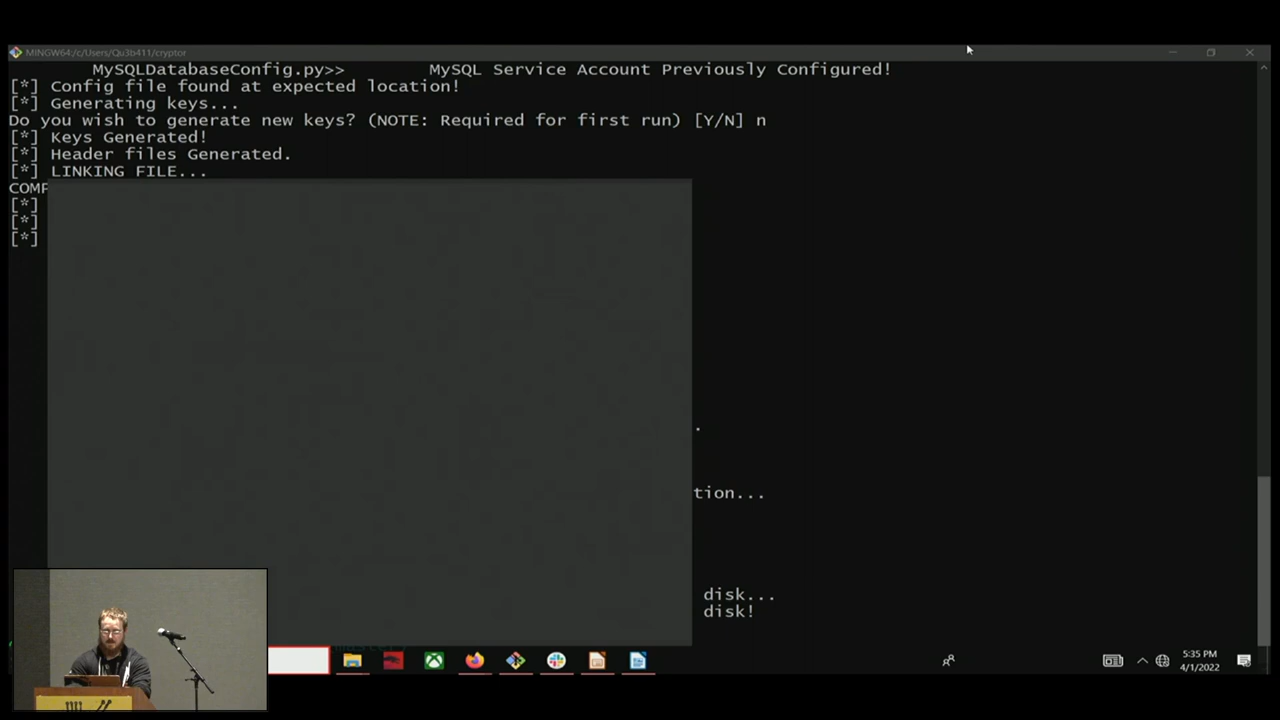 MINGW64:/c/Users/Qu3b411/cryptor
MySQLDatabaseConfig.py>> MySQL Service Account Previously Configured!
[*] Config file found at expected location!
[*] Generating keys...
Do you wish to generate new keys? (NOTE: Required for first run) [Y/N] n
[*] Keys Generated!
[*] Header files Generated.
[*] LINKING FILE...
COMP
[*]
[*]
[*]
.
tion...
disk...
disk!
5:35 PM
4/1/2022